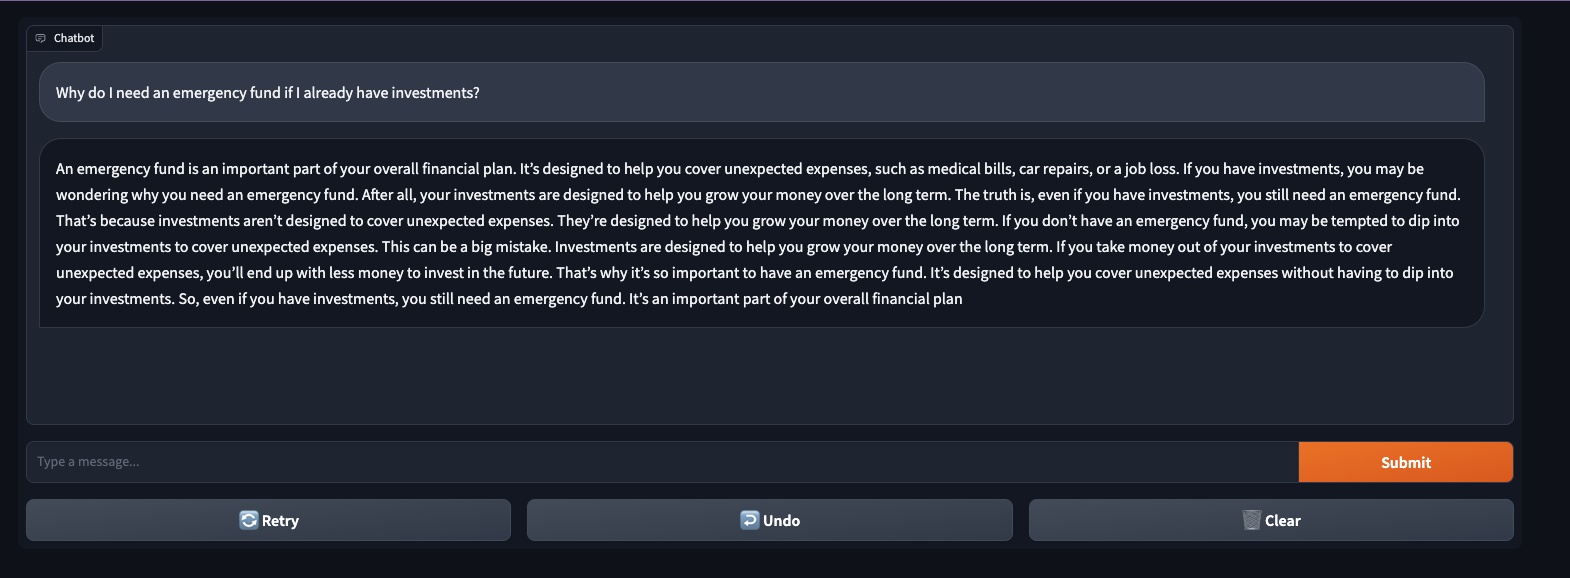 Chatbot
Why do I need an emergency fund if I already have investments?
An emergency fund is an important part of your overall financial plan. It’s designed to help you cover unexpected expenses, such as medical bills, car repairs, or a job loss. If you have investments, you may be
wondering why you need an emergency fund. After all, your investments are designed to help you grow your money over the long term. The truth is, even if you have investments, you still need an emergency fund.
That’s because investments aren’t designed to cover unexpected expenses. They’re designed to help you grow your money over the long term. If you don’t have an emergency fund, you may be tempted to dip into
your investments to cover unexpected expenses. This can be a big mistake. Investments are designed to help you grow your money over the long term. If you take money out of your investments to cover
unexpected expenses, you’ll end up with less money to invest in the future. That’s why it’s so important to have an emergency fund. It’s designed to help you cover unexpected expenses without having to dip into
your investments. So, even if you have investments, you still need an emergency fund. It’s an important part of your overall financial plan
Type a message...
Submit
Retry
Undo
Clear